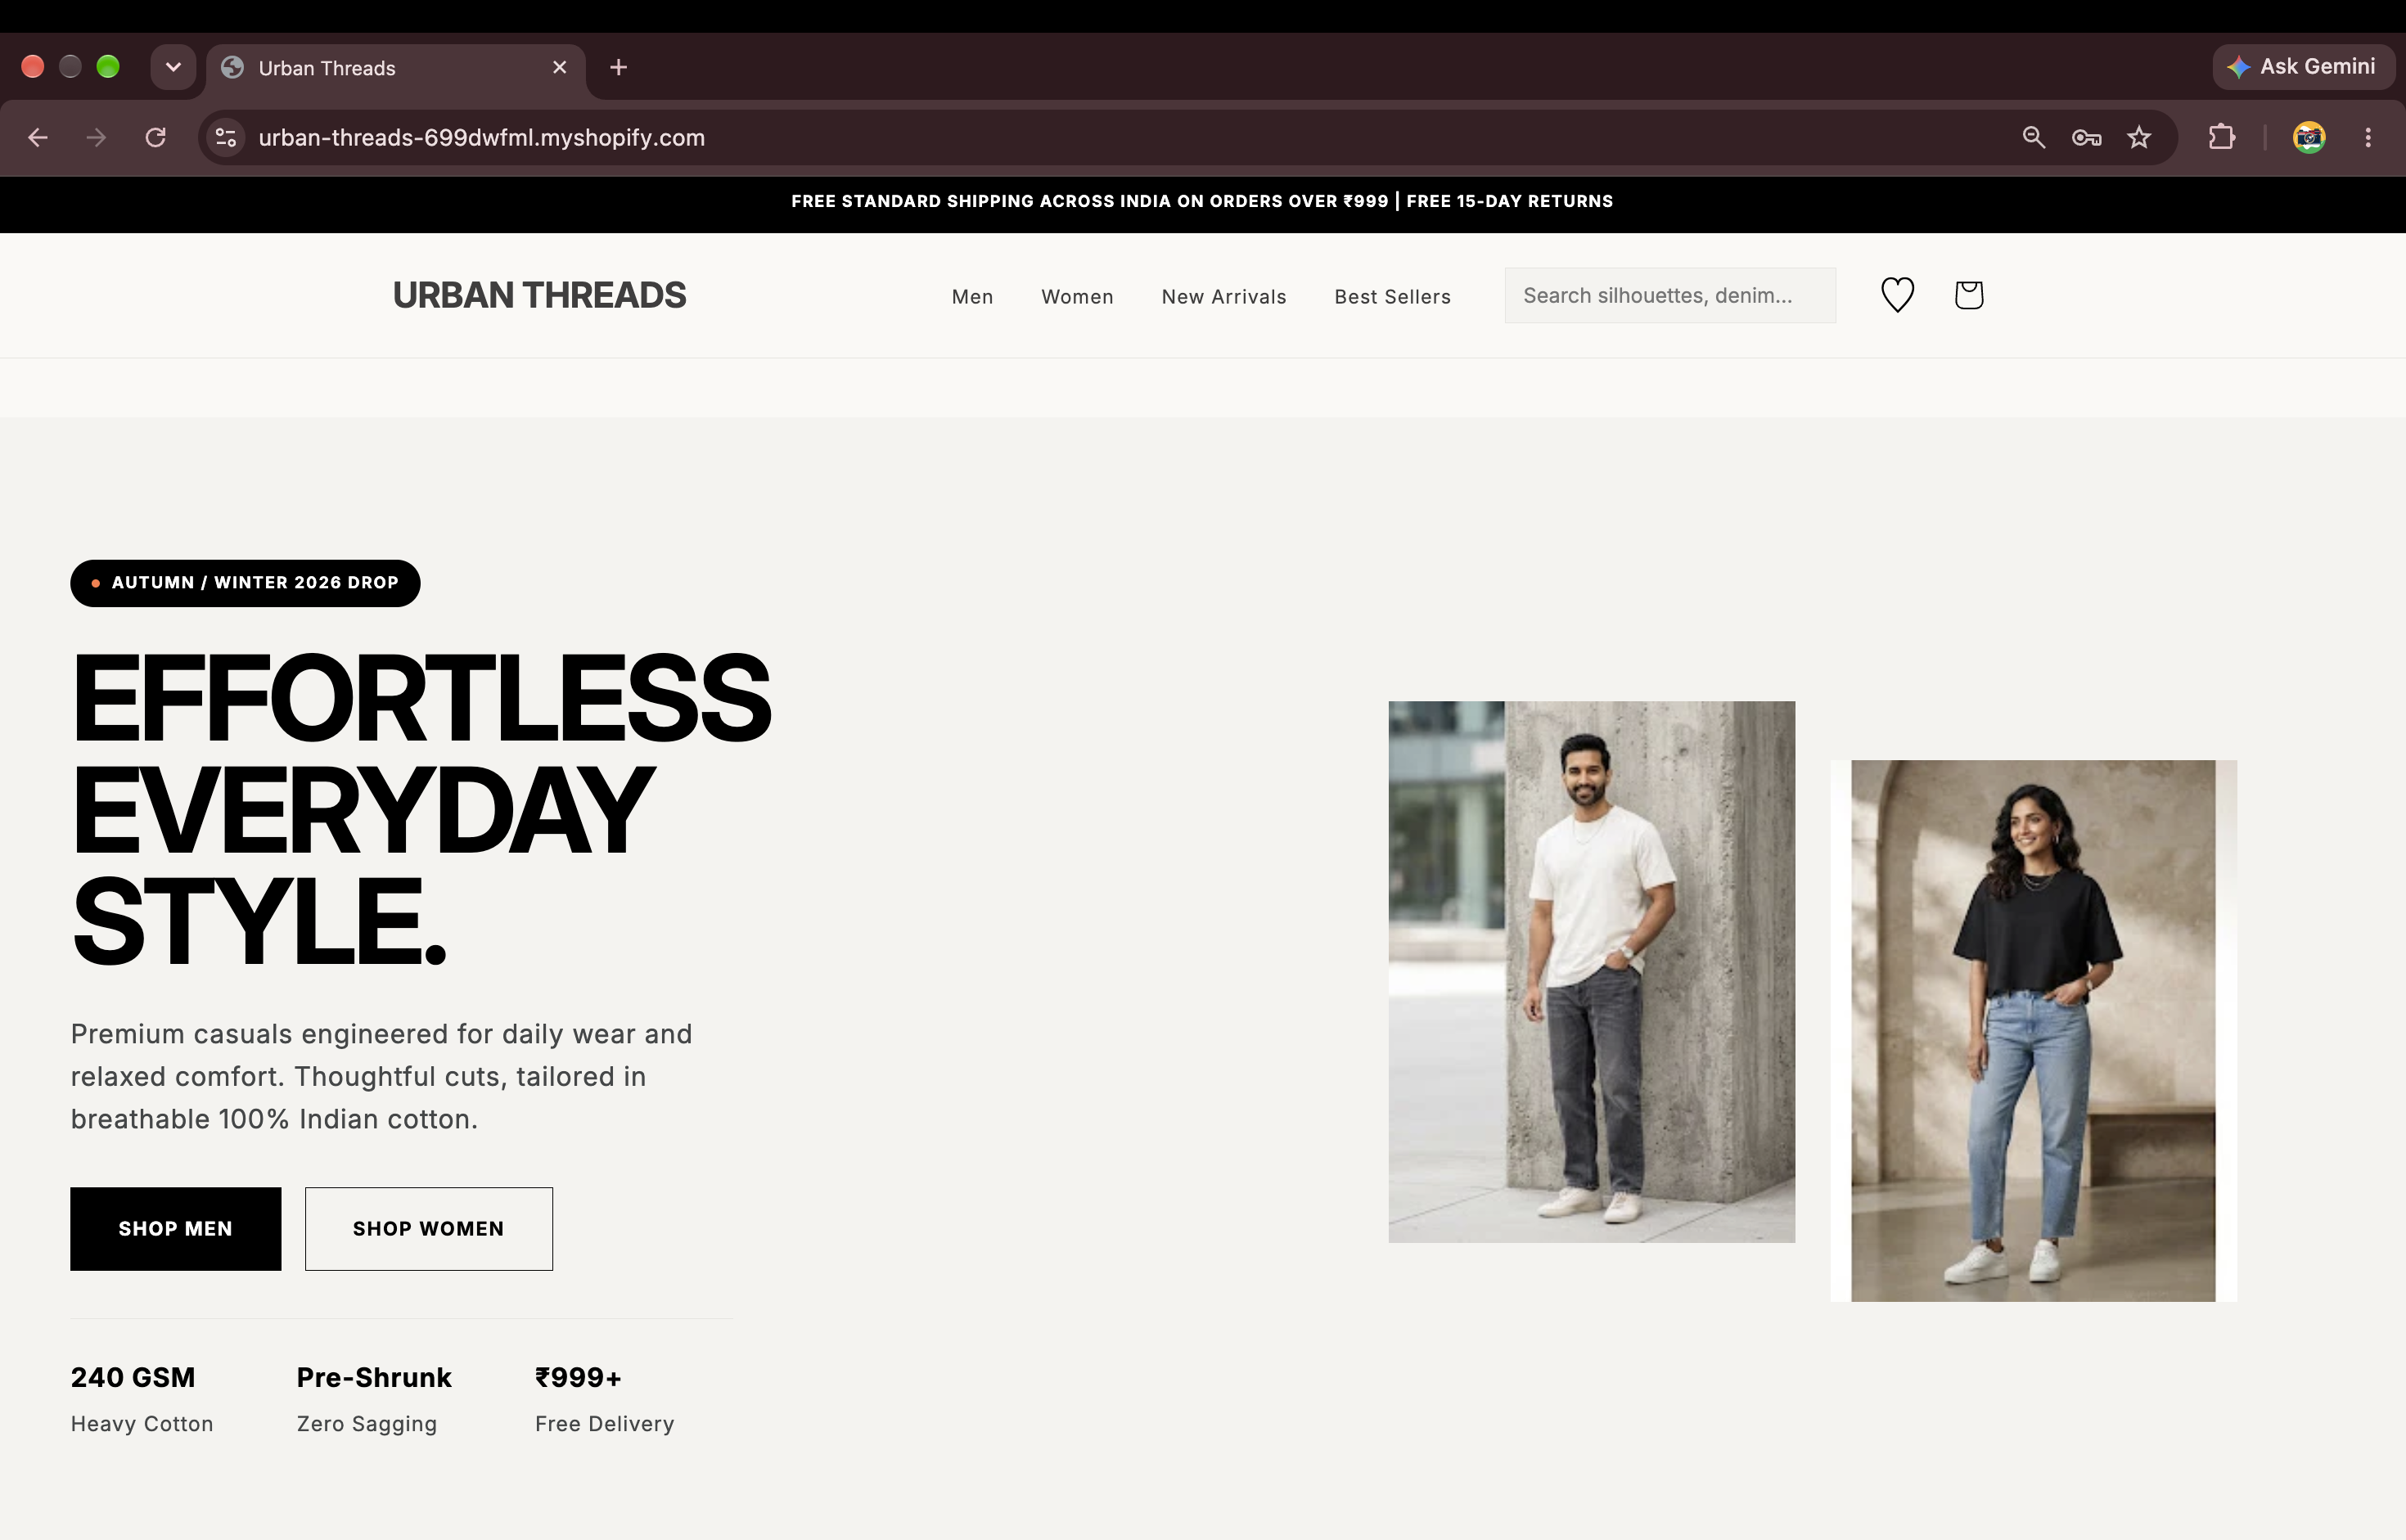 Urban Threads
Ask Gemini
urban-threads-699dwfml.myshopify.com
FREE STANDARD SHIPPING ACROSS INDIA ON ORDERS OVER ₹999 | FREE 15-DAY RETURNS
URBAN THREADS
Men
Women
New Arrivals
Best Sellers
Search silhouettes, denim...
AUTUMN / WINTER 2026 DROP
EFFORTLESS
EVERYDAY
STYLE.
Premium casuals engineered for daily wear and
relaxed comfort. Thoughtful cuts, tailored in
breathable 100% Indian cotton.
SHOP MEN
SHOP WOMEN
240 GSM
Heavy Cotton
Pre-Shrunk
Zero Sagging
₹999+
Free Delivery